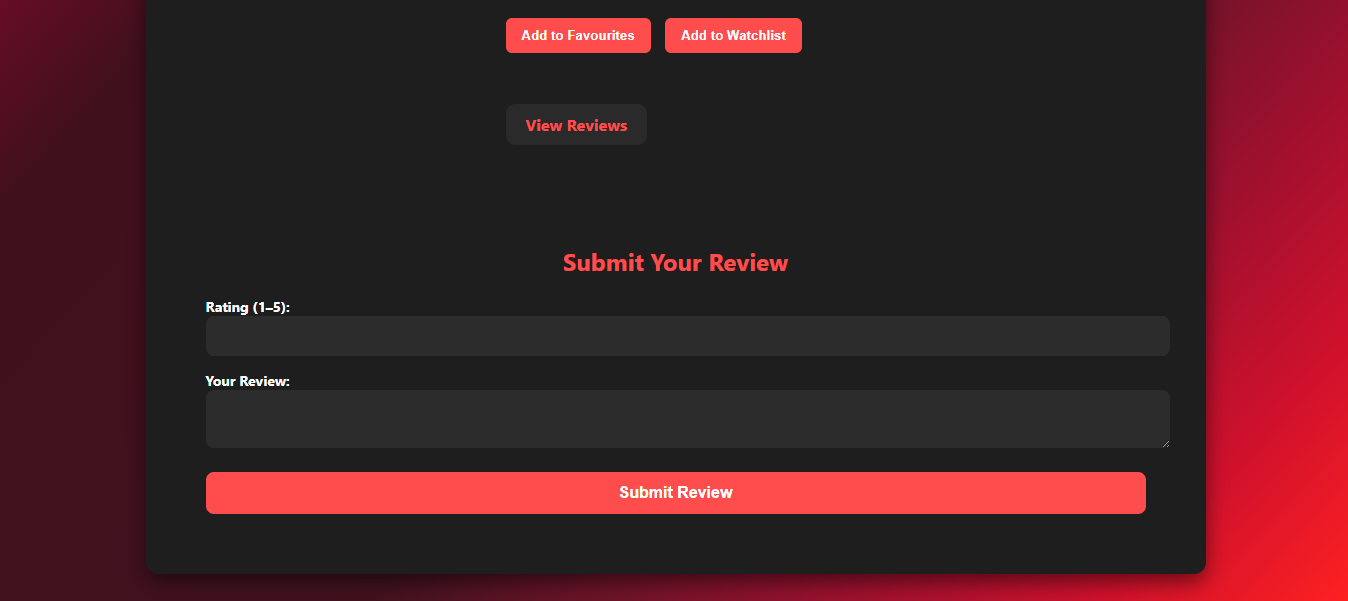 Add to Favourites Add to Watchlist
View Reviews
Submit Your Review
Rating (1–5):
Your Review:
Submit Review